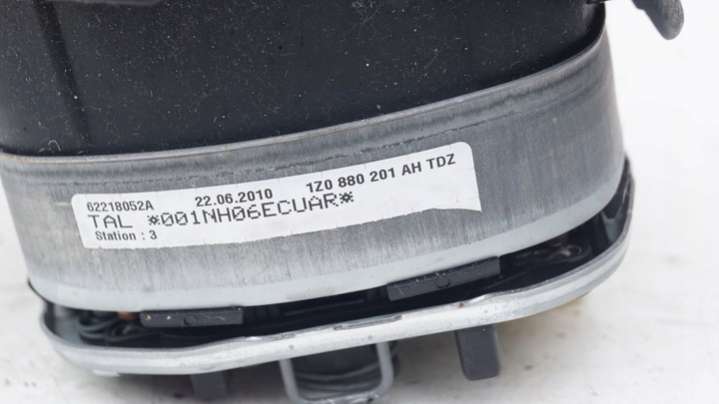 62218052A 22.06.2010 1Z0 880 201 AH TDZ
TAL *001NH06ECUAR*
Station : 3